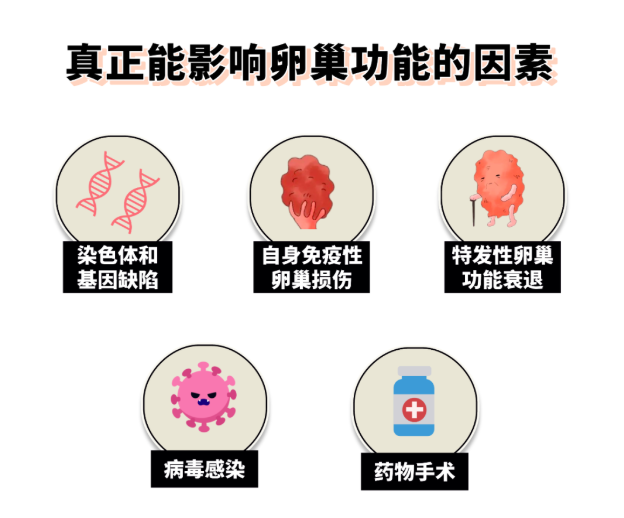 真正能影响卵巢功能的因素
染色体和
基因缺陷
自身免疫性
卵巢损伤
特发性卵巢
功能衰退
病毒感染
药物手术